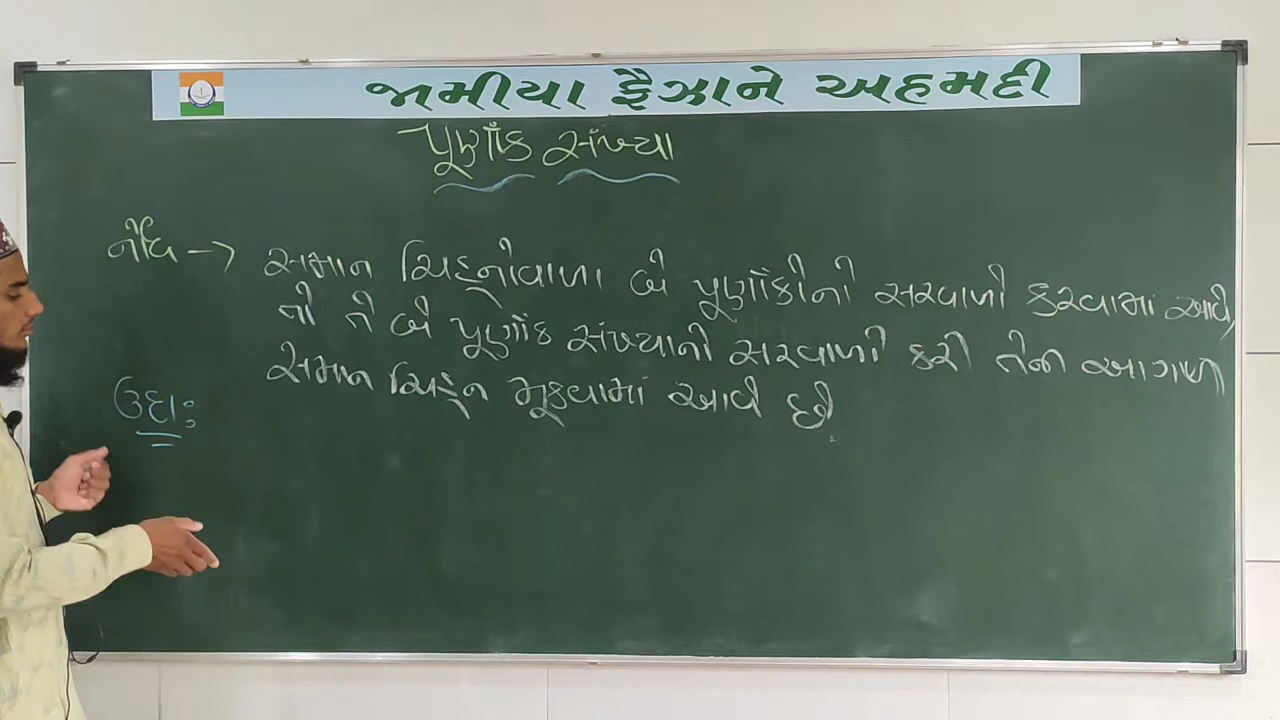 જામીયા ફૈઝાને અહમદી
પૂર્ણાંક સંખ્યા
નોંધ → સમાન ચિહ્નોવાળા બે પૂર્ણાંકોનો સરવાળો કરવામાં આવે,
તો તે બે પૂર્ણાંક સંખ્યાનો સરવાળો કરી તેની આગળ
સમાન ચિહ્ન મૂકવામાં આવે છે.
ઉદા: